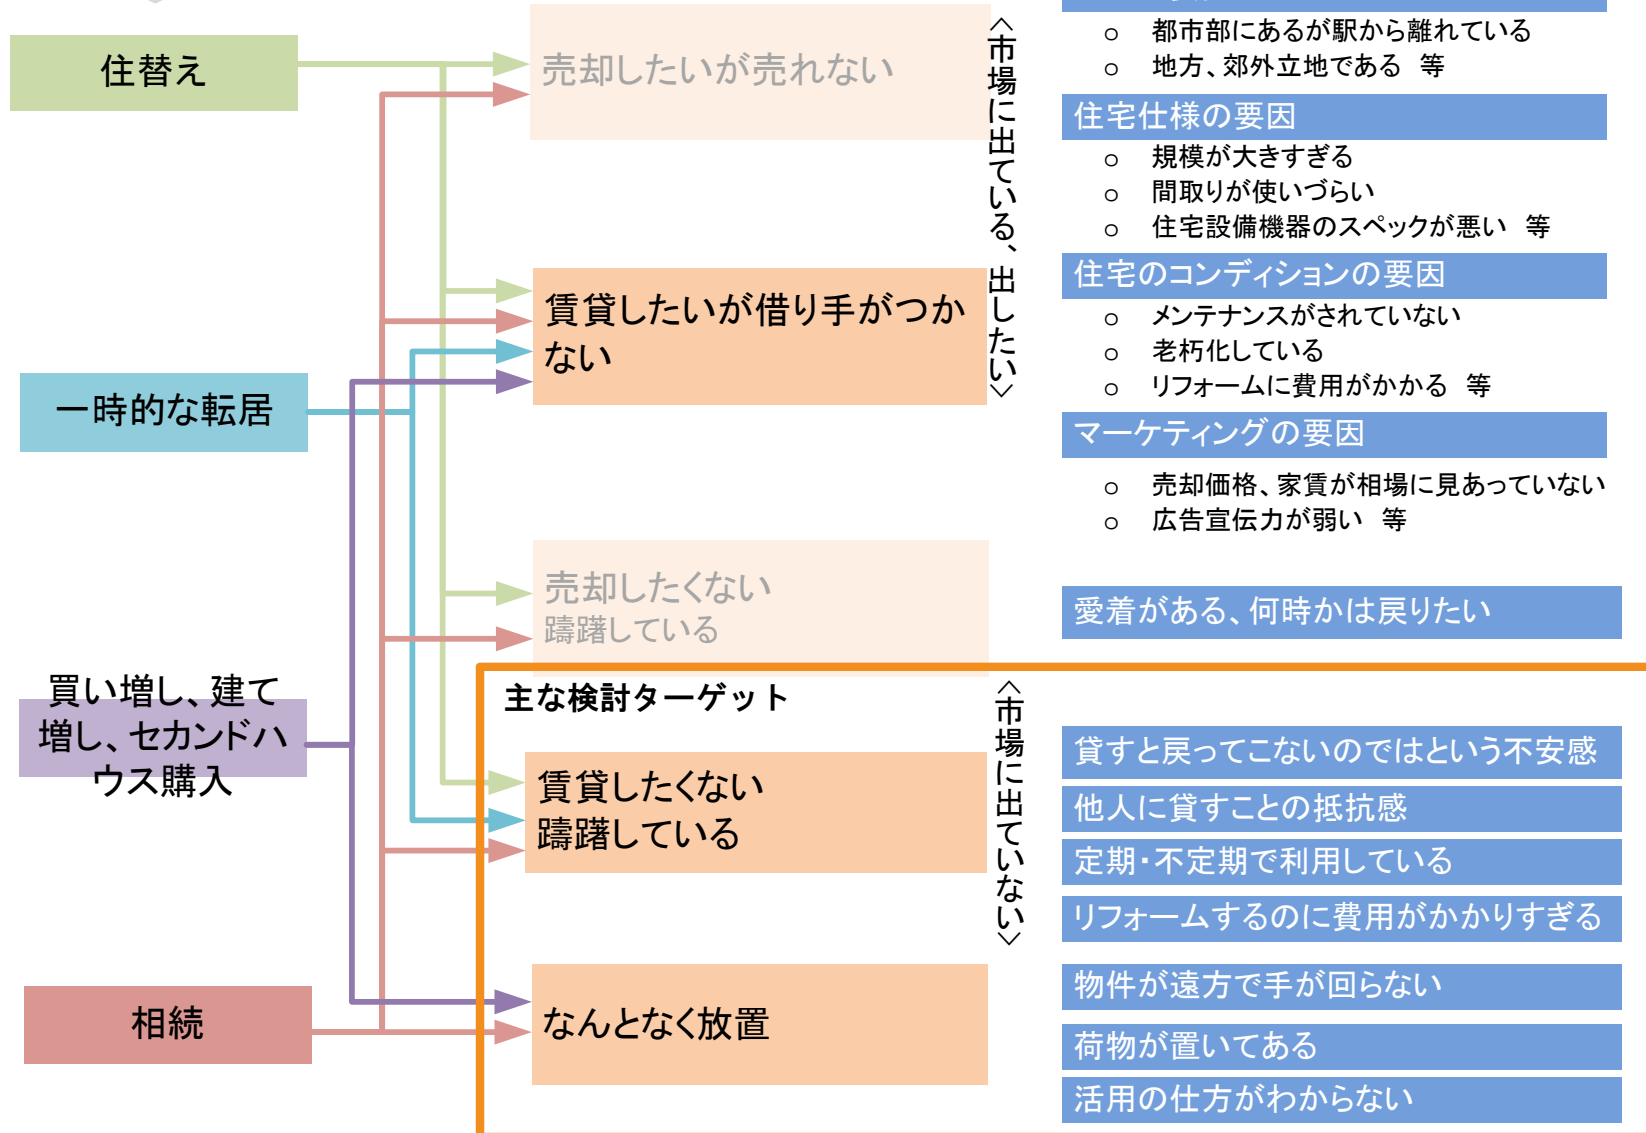 住替え
一時的な転居
買い増し、建て
増し、セカンドハ
ウス購入
相続
売却したいが売れない
賃貸したいが借り手がつか
ない
売却したくない
躊躇している
主な検討ターゲット
賃貸したくない
躊躇している
なんとなく放置
〈市場に出ている、出したい〉
〈市場に出ていない〉
o 都市部にあるが駅から離れている
o 地方、郊外立地である 等
住宅仕様の要因
o 規模が大きすぎる
o 間取りが使いづらい
o 住宅設備機器のスペックが悪い 等
住宅のコンディションの要因
o メンテナンスがされていない
o 老朽化している
o リフォームに費用がかかる 等
マーケティングの要因
o 売却価格、家賃が相場に見あっていない
o 広告宣伝力が弱い 等
愛着がある、何時かは戻りたい
貸すと戻ってこないのではという不安感
他人に貸すことの抵抗感
定期・不定期で利用している
リフォームするのに費用がかかりすぎる
物件が遠方で手が回らない
荷物が置いてある
活用の仕方がわからない